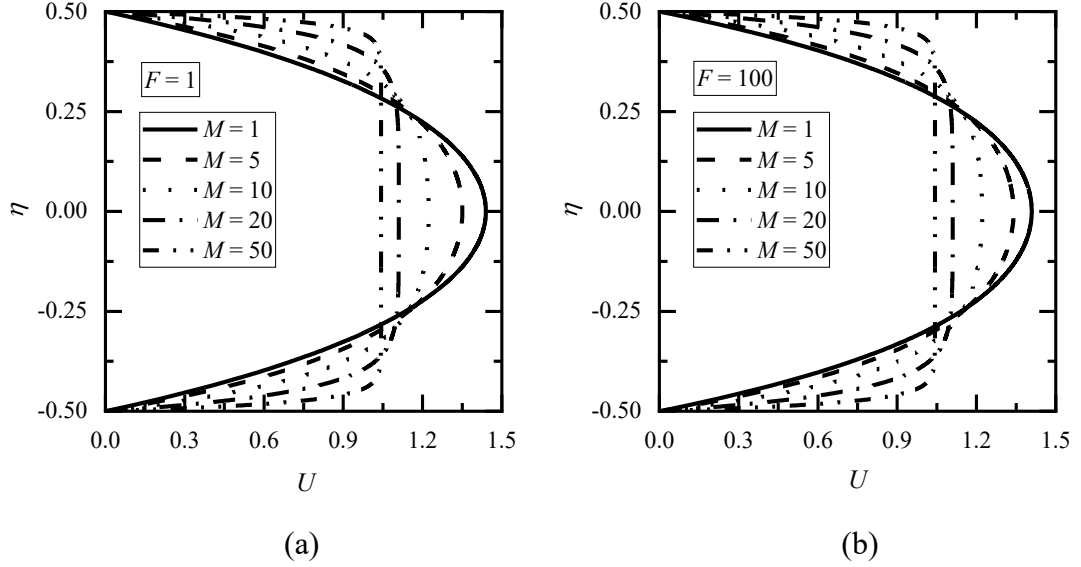 0.50
0.25
0.00
-0.25
-0.50
η
F = 1
M = 1
M = 5
M = 10
M = 20
M = 50
0.0 0.3 0.6 0.9 1.2 1.5
U
(a)
0.50
0.25
0.00
-0.25
-0.50
η
F = 100
M = 1
M = 5
M = 10
M = 20
M = 50
0.0 0.3 0.6 0.9 1.2 1.5
U
(b)